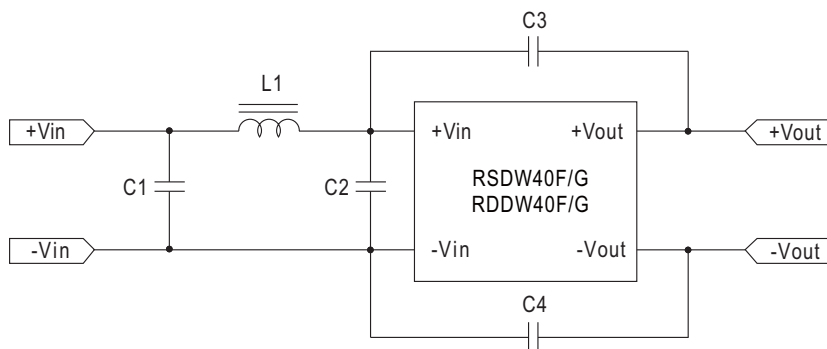 C3
L1
+Vin
+Vin
+Vout
+Vout
C1
C2
RSDW40F/G
RDDW40F/G
-Vin
-Vin
-Vout
-Vout
C4